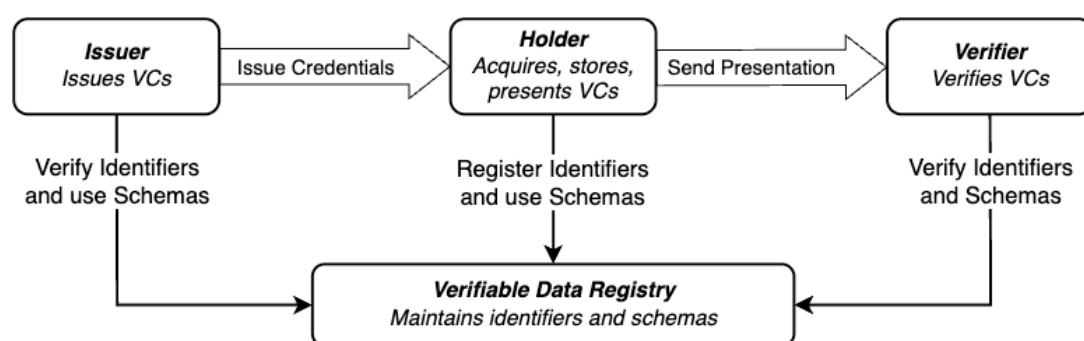 Issuer
Issues VCs
Issue Credentials
Holder
Acquires, stores,
presents VCs
Send Presentation
Verifier
Verifies VCs
Verify Identifiers
and use Schemas
Register Identifiers
and use Schemas
Verify Identifiers
and Schemas
Verifiable Data Registry
Maintains identifiers and schemas